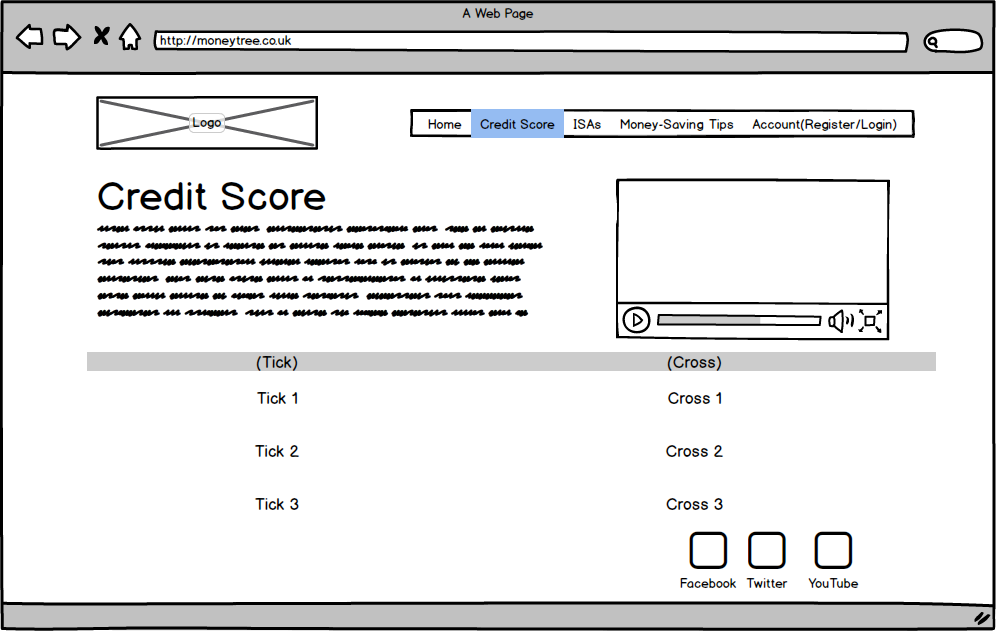 A Web Page
http://moneytree.co.uk
Logo
Home Credit Score ISAs Money-Saving Tips Account(Register/Login)
Credit Score
(Tick) (Cross)
Tick 1 Cross 1
Tick 2 Cross 2
Tick 3 Cross 3
Facebook Twitter YouTube